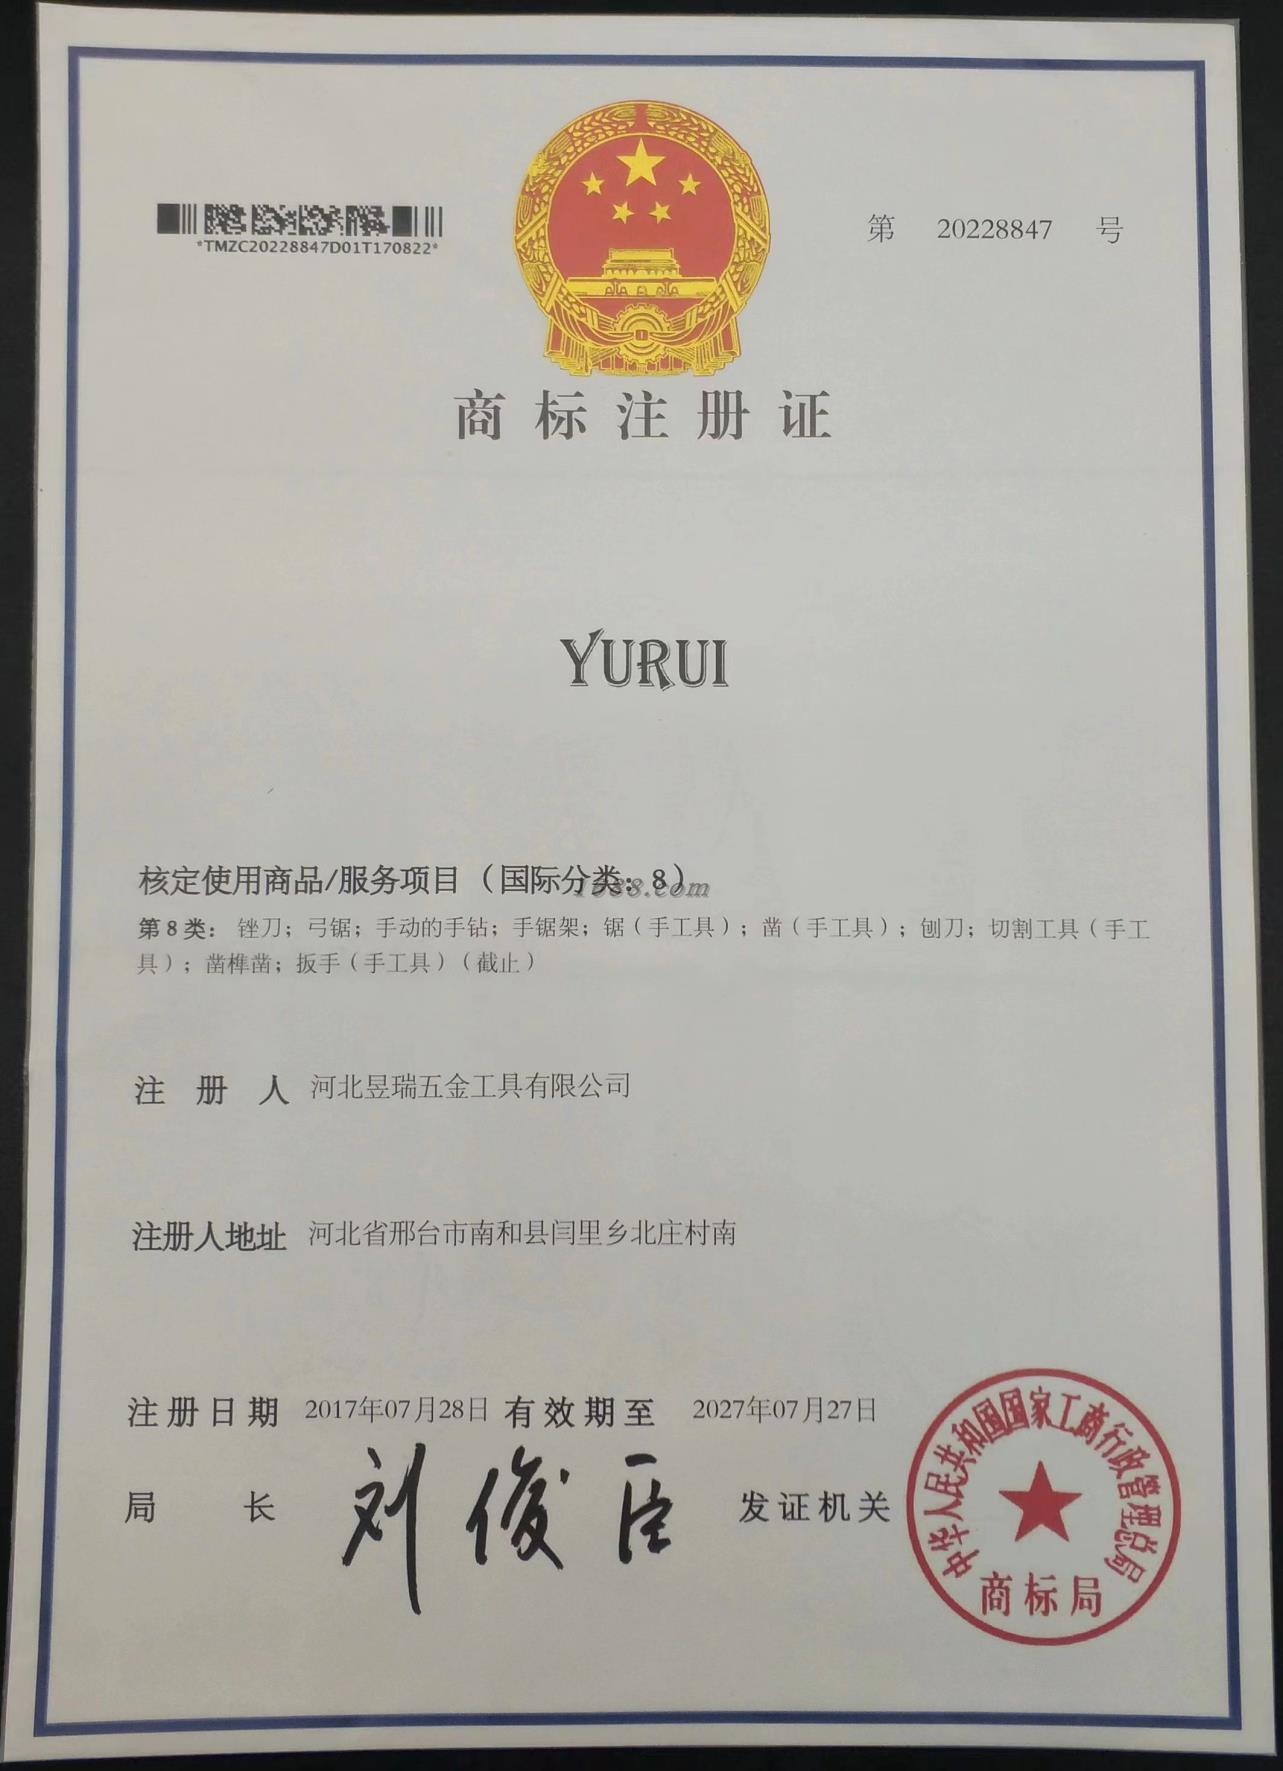 *TMZC20228847D01T170822*
第 20228847 号
商标注册证
YURUI
核定使用商品/服务项目（国际分类：8）
1688.com
第8类：锉刀；弓锯；手动的手钻；手锯架；锯（手工具）；凿（手工具）；刨刀；切割工具（手工
具）；凿榫凿；扳手（手工具）（截止）
注册人 河北昱瑞五金工具有限公司
注册人地址 河北省邢台市南和县闫里乡北庄村南
注册日期 2017年07月28日 有效期至 2027年07月27日
局长 刘俊臣 发证机关
中华人民共和国国家工商行政管理总局
商标局